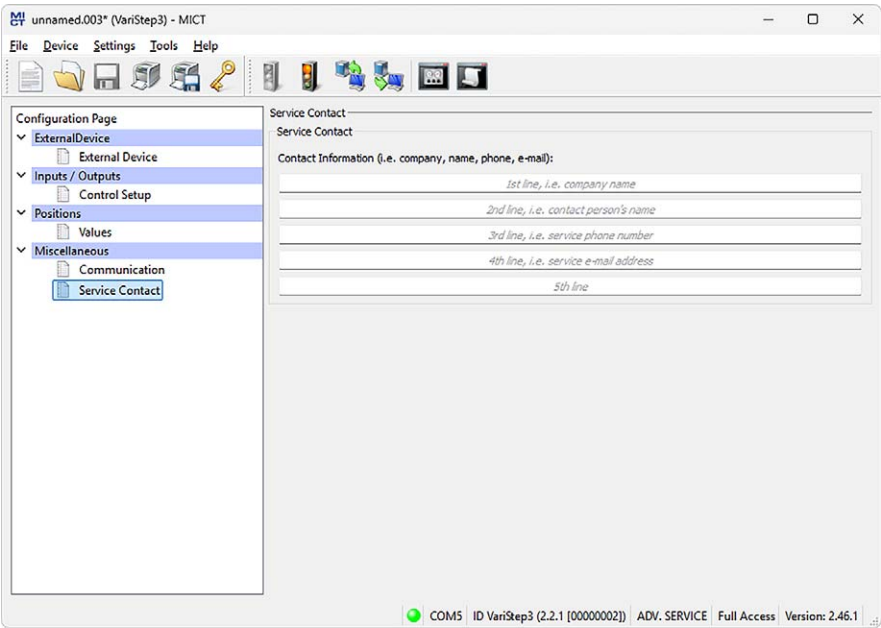 MICT unnamed.003* (VariStep3) - MICT
File Device Settings Tools Help
Configuration Page
ExternalDevice
External Device
Inputs / Outputs
Control Setup
Positions
Values
Miscellaneous
Communication
Service Contact
Service Contact
Service Contact
Contact Information (i.e. company, name, phone, e-mail):
1st line, i.e. company name
2nd line, i.e. contact person's name
3rd line, i.e. service phone number
4th line, i.e. service e-mail address
5th line
COM5 ID VariStep3 (2.2.1 [00000002]) ADV. SERVICE Full Access Version: 2.46.1